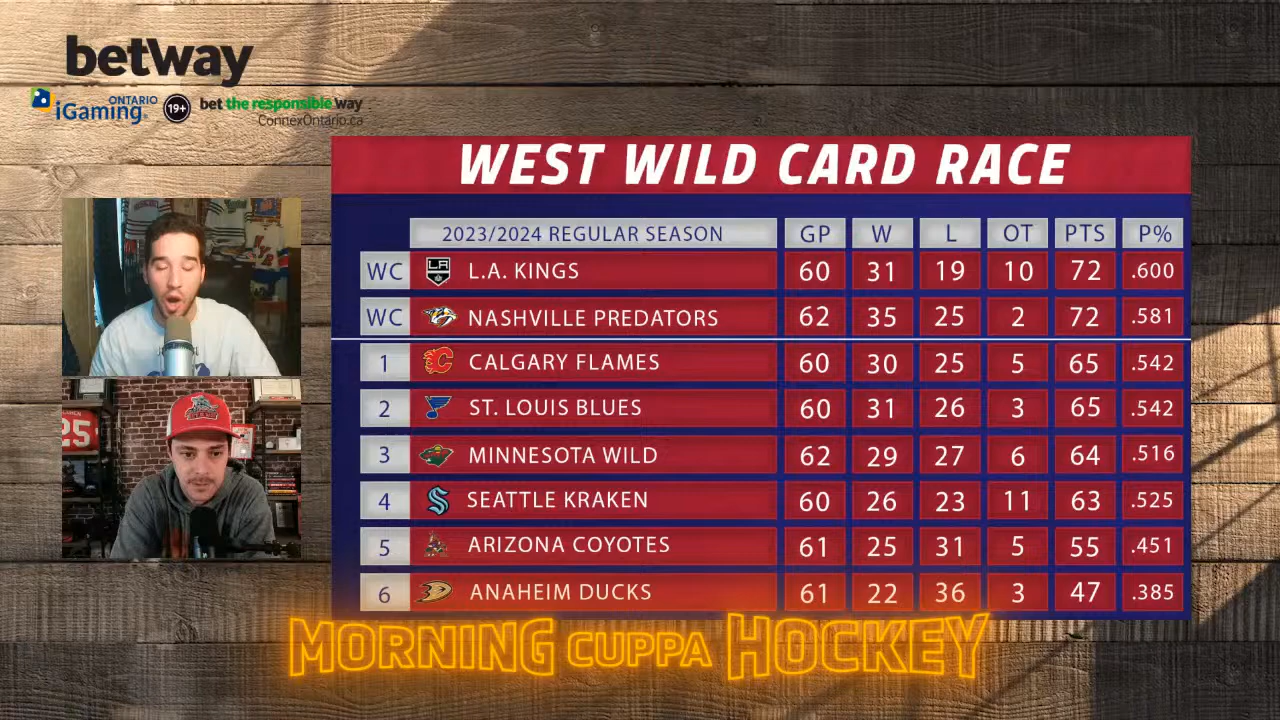 betway
iGaming ONTARIO 19+ bet the responsible way
ConnexOntario.ca
WEST WILD CARD RACE
2023/2024 REGULAR SEASON GP W L OT PTS P%
WC LA L.A. KINGS 60 31 19 10 72 .600
WC NASHVILLE PREDATORS 62 35 25 2 72 .581
1 CALGARY FLAMES 60 30 25 5 65 .542
2 ST. LOUIS BLUES 60 31 26 3 65 .542
3 MINNESOTA WILD 62 29 27 6 64 .516
4 SEATTLE KRAKEN 60 26 23 11 63 .525
5 ARIZONA COYOTES 61 25 31 5 55 .451
6 ANAHEIM DUCKS 61 22 36 3 47 .385
25
MORNING CUPPA HOCKEY